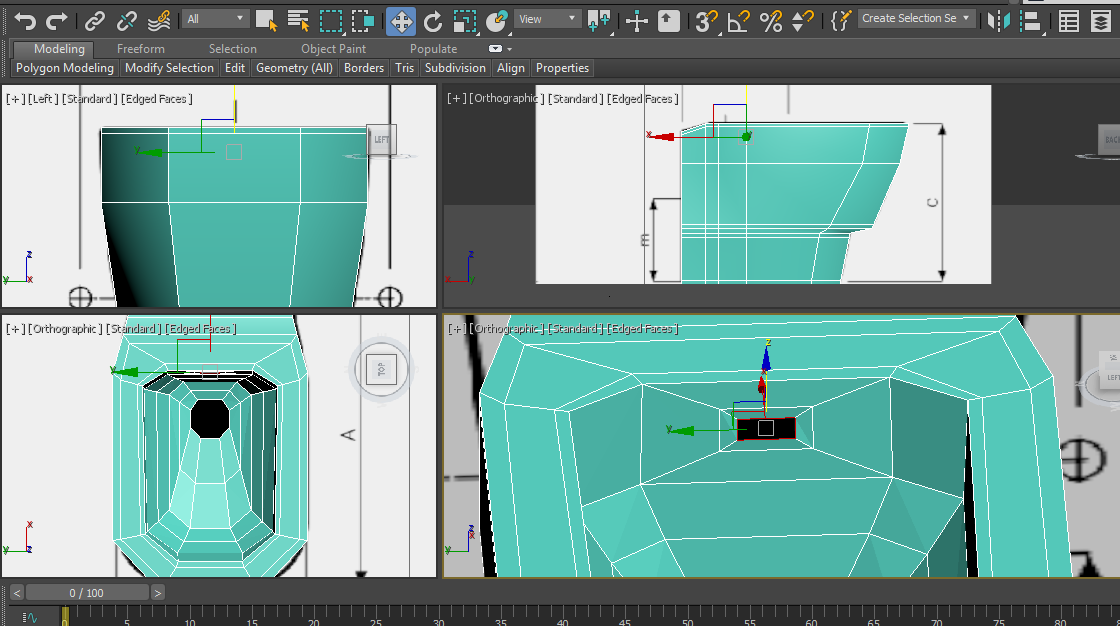 All
View
3
Create Selection Se
Modeling Freeform Selection Object Paint Populate
Polygon Modeling Modify Selection Edit Geometry (All) Borders Tris Subdivision Align Properties
[+] [Left] [Standard] [Edged Faces]
LEFT
y
z
y x
[+] [Orthographic] [Standard] [Edged Faces]
BACK
x
C
m
z
x
[+] [Orthographic] [Standard] [Edged Faces]
TOP
y
A
x
y z
[+] [Orthographic] [Standard] [Edged Faces]
LEFT
z
y
z
x
y
< 0 / 100 >
0 5 10 15 20 25 30 35 40 45 50 55 60 65 70 75 80